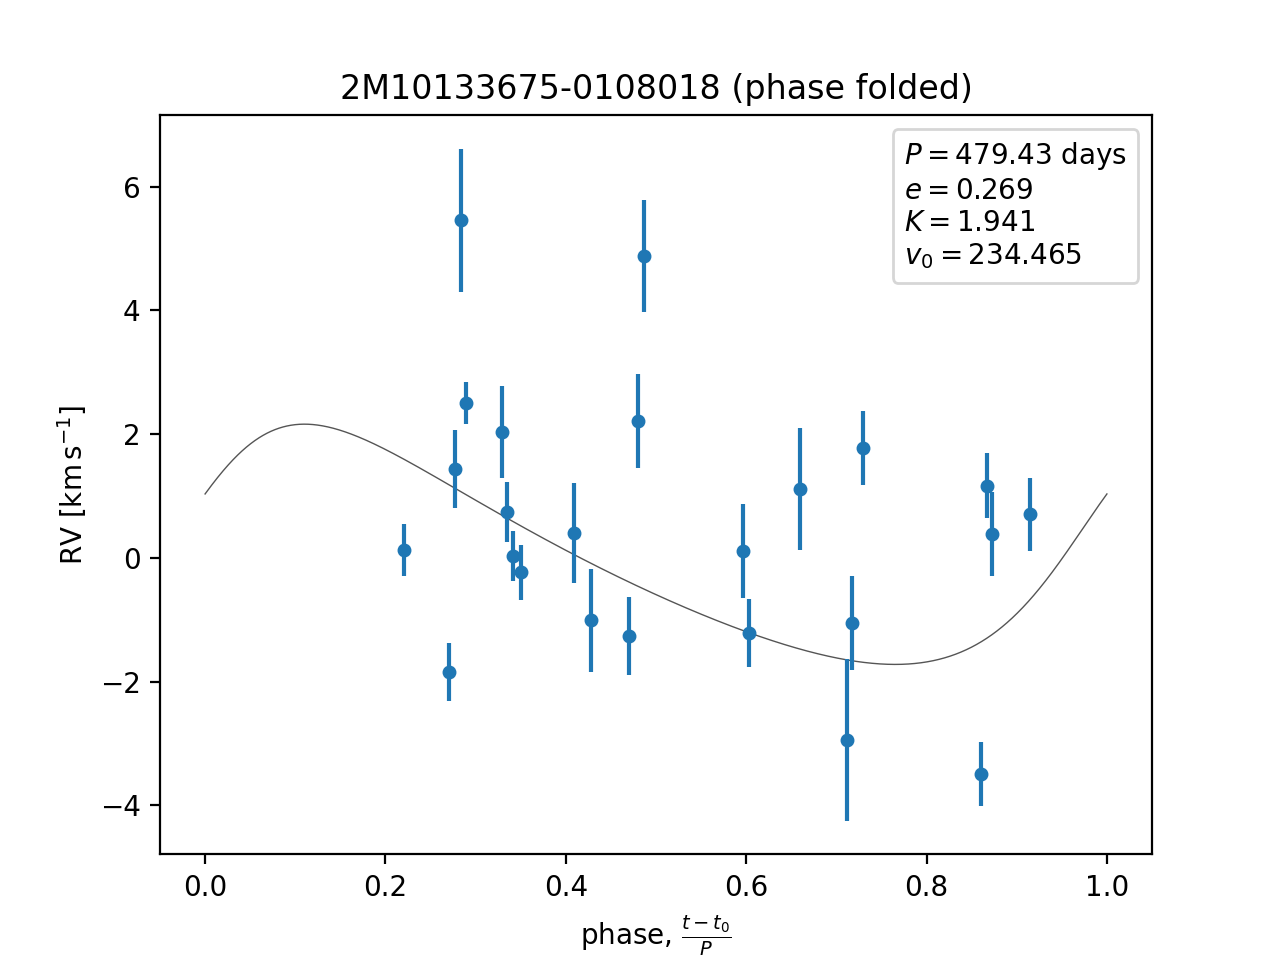 2M10133675-0108018 (phase folded)
P = 479.43 days
e = 0.269
K = 1.941
v₀ = 234.465
RV [km s⁻¹]
6
4
2
0
−2
−4
0.0 0.2 0.4 0.6 0.8 1.0
phase, (t − t₀)/P